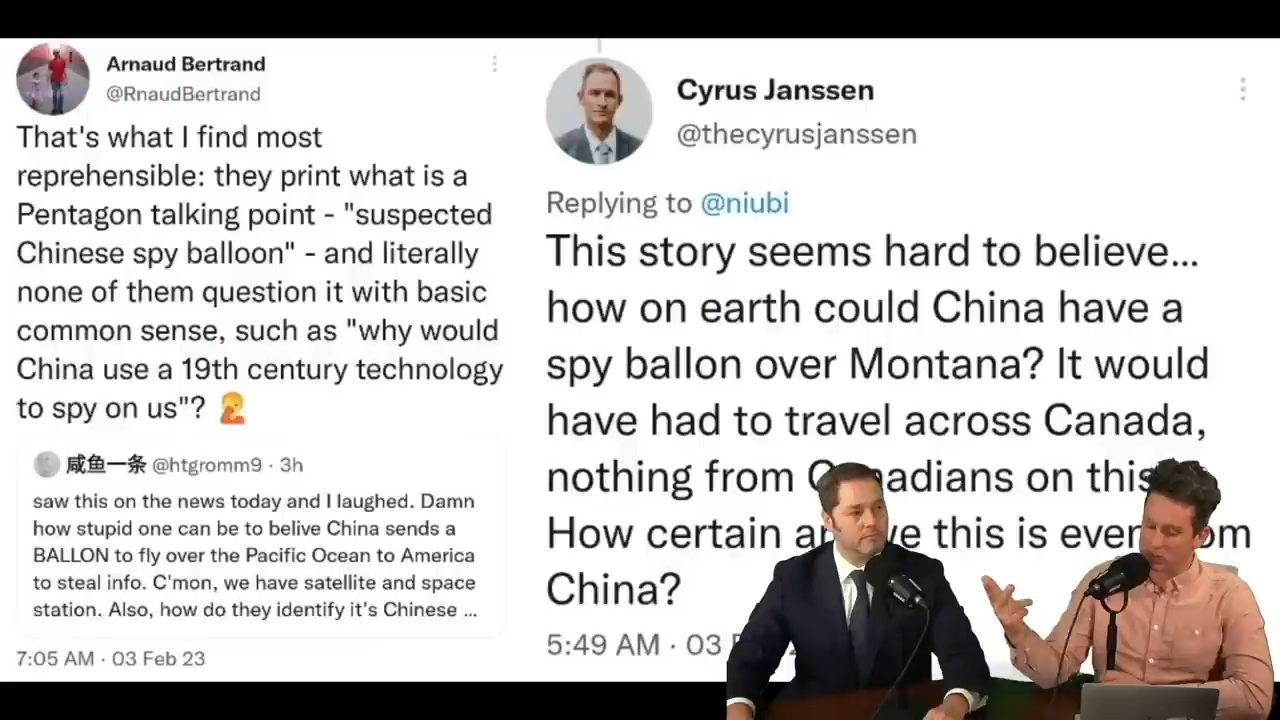 Arnaud Bertrand
@RnaudBertrand
That's what I find most
reprehensible: they print what is a
Pentagon talking point - "suspected
Chinese spy balloon" - and literally
none of them question it with basic
common sense, such as "why would
China use a 19th century technology
to spy on us"? 🤦
咸鱼一条 @htgromm9 · 3h
saw this on the news today and I laughed. Damn
how stupid one can be to belive China sends a
BALLON to fly over the Pacific Ocean to America
to steal info. C'mon, we have satellite and space
station. Also, how do they identify it's Chinese ...
7:05 AM · 03 Feb 23
Cyrus Janssen
@thecyrusjanssen
Replying to @niubi
This story seems hard to believe...
how on earth could China have a
spy ballon over Montana? It would
have had to travel across Canada,
nothing from Canadians on this
How certain are we this is even from
China?
5:49 AM · 03